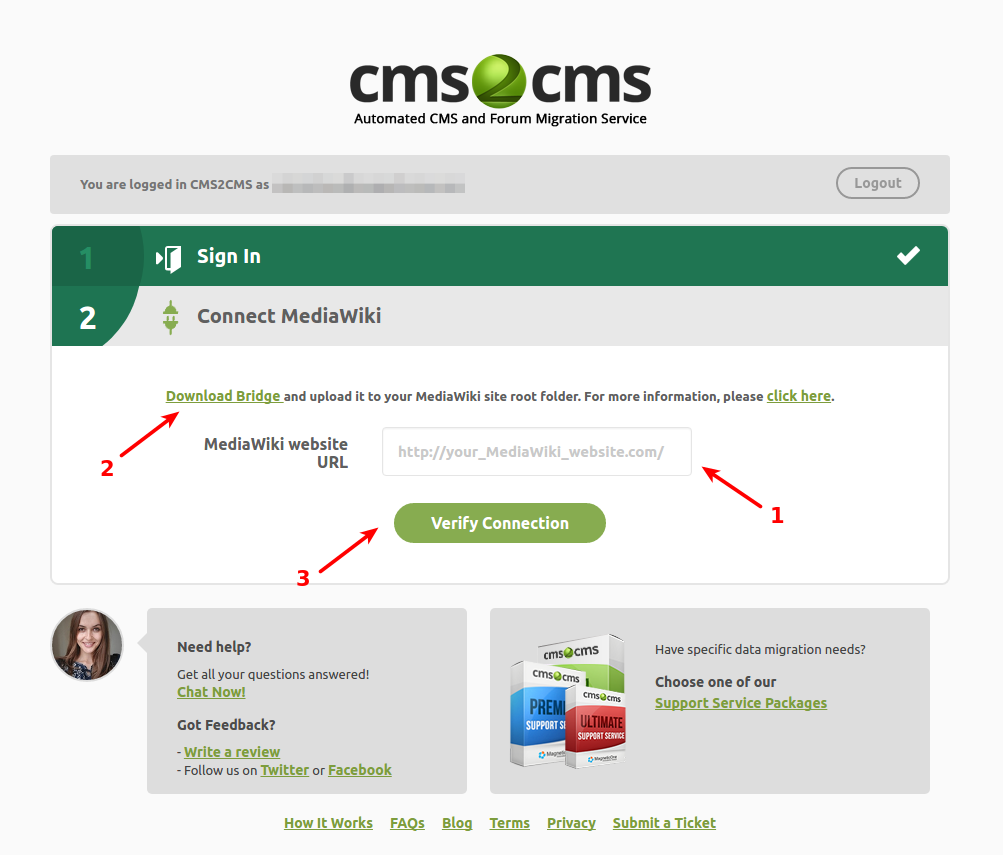 cms2cms
Automated CMS and Forum Migration Service
You are logged in CMS2CMS as
Logout
1 Sign In
2 Connect MediaWiki
Download Bridge and upload it to your MediaWiki site root folder. For more information, please click here.
2
MediaWiki website
URL
http://your_MediaWiki_website.com/
1
Verify Connection
3
Need help?
Get all your questions answered!
Chat Now!
Got Feedback?
- Write a review
- Follow us on Twitter or Facebook
cms2cms
cms2cms
PREM
SUPPORT S
cms2cms
ULTIMATE
SUPPORT SERVICE
MagneticOne
Have specific data migration needs?
Choose one of our
Support Service Packages
How It Works FAQs Blog Terms Privacy Submit a Ticket